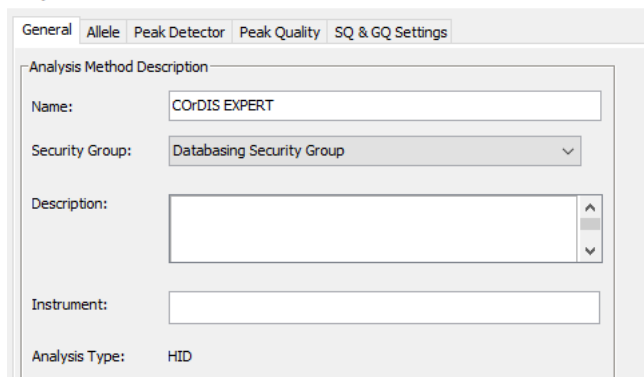 General Allele Peak Detector Peak Quality SQ & GQ Settings
Analysis Method Description
Name: COrDIS EXPERT
Security Group: Databasing Security Group
Description:
Instrument:
Analysis Type: HID